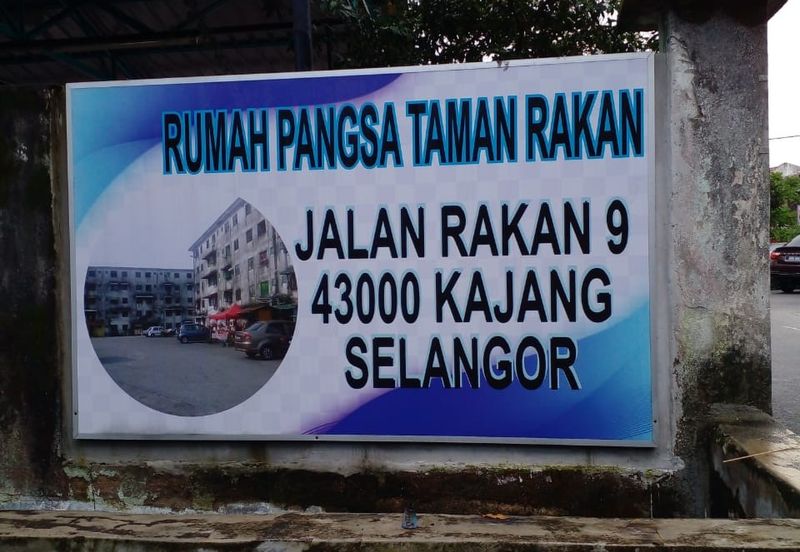 RUMAH PANGSA TAMAN RAKAN
JALAN RAKAN 9
43000 KAJANG
SELANGOR